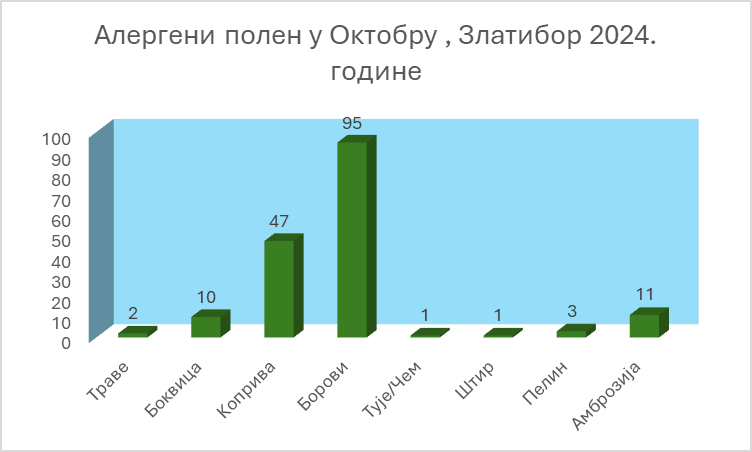 Алергени полен у Октобру , Златибор 2024.
године
100
90
80
70
60
50
40
30
20
10
0
2
10
47
95
1
1
3
11
Траве
Боквица
Коприва
Борови
Тује/Чем
Штир
Пелин
Амброзија